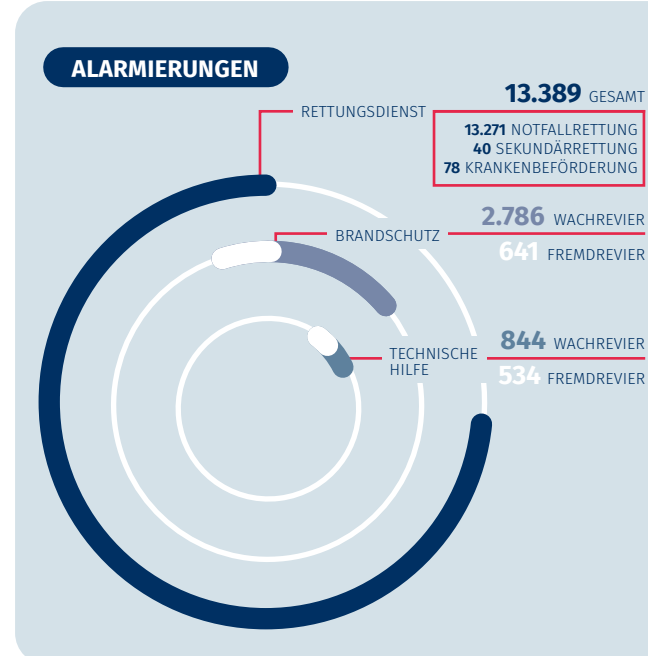 ALARMIERUNGEN
13.389 GESAMT
RETTUNGSDIENST
13.271 NOTFALLRETTUNG
40 SEKUNDÄRRETTUNG
78 KRANKENBEFÖRDERUNG
2.786 WACHREVIER
BRANDSCHUTZ
641 FREMDREVIER
844 WACHREVIER
TECHNISCHE
HILFE
534 FREMDREVIER